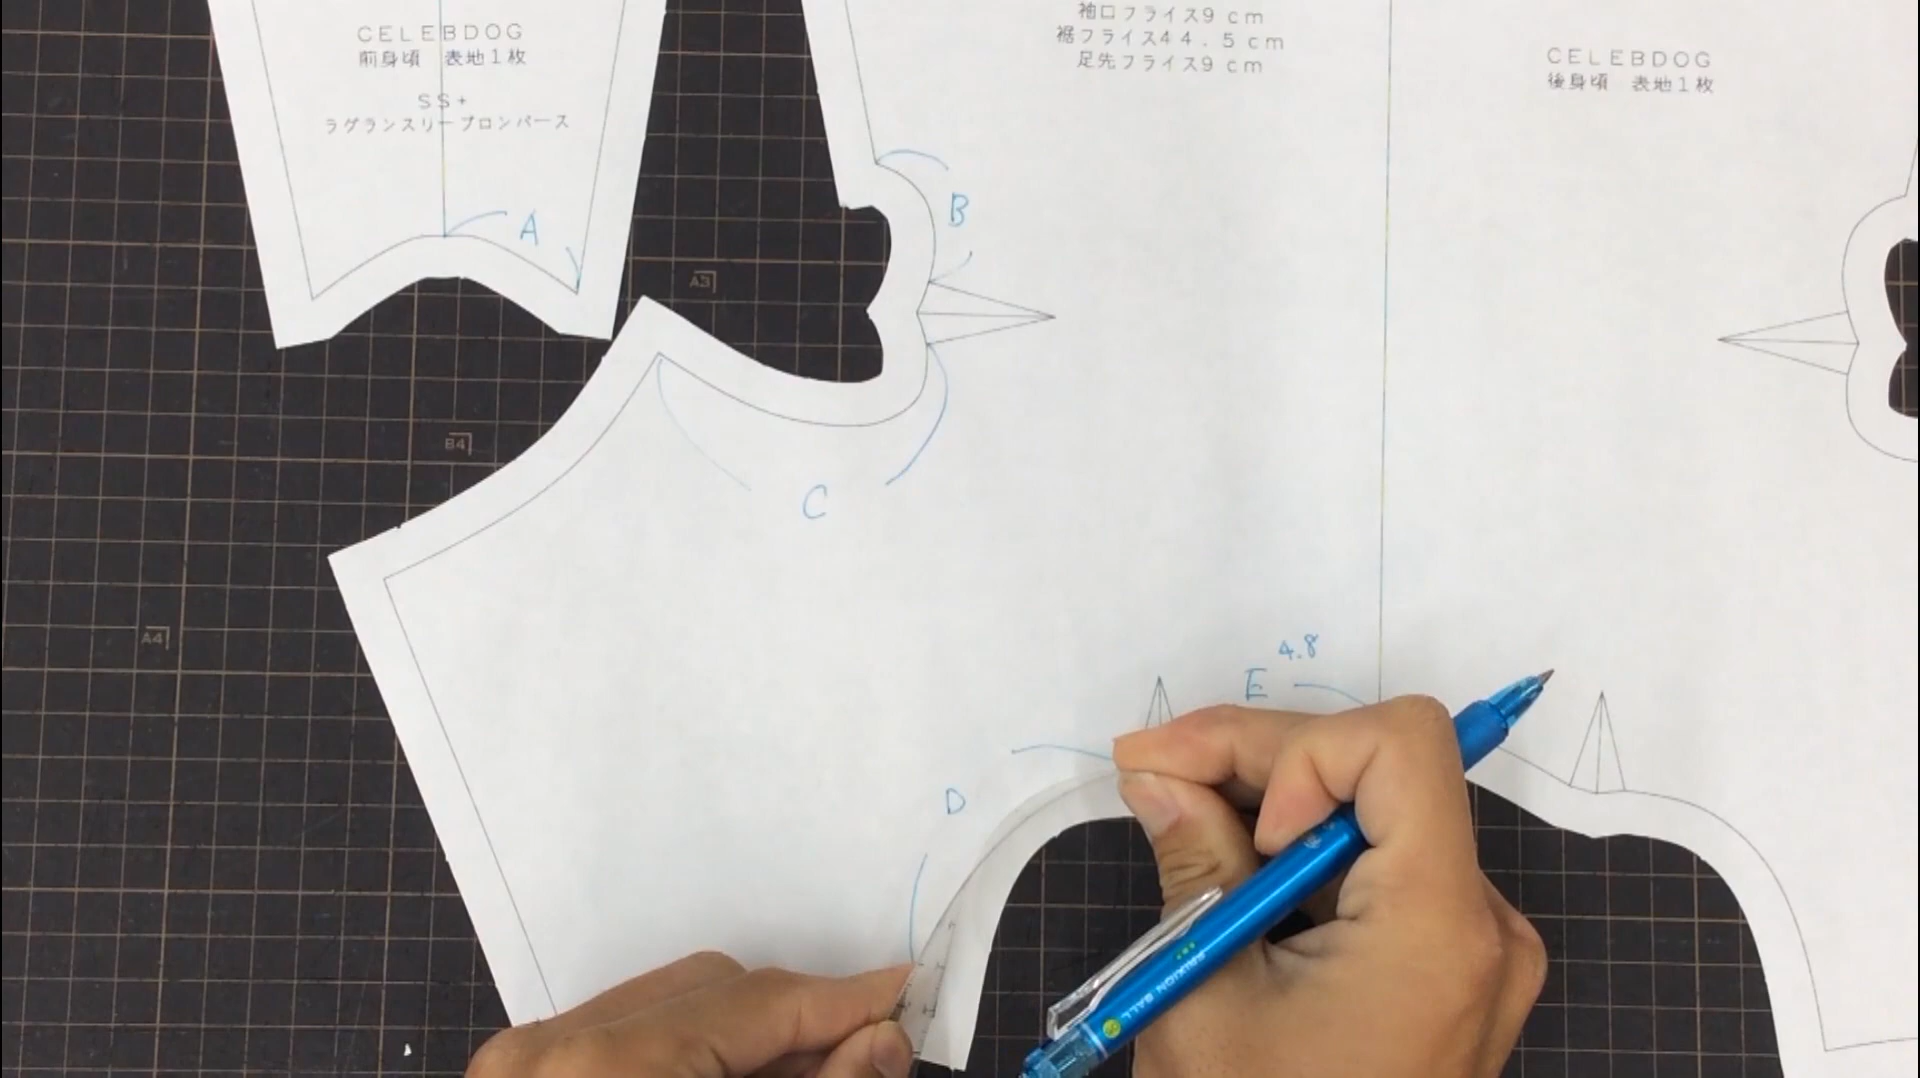 CELEBDOG
前身頃 表地1枚
SS+
ラグランスリーブロンパース
A
袖口フライス9cm
裾フライス44.5cm
足先フライス9cm
CELEBDOG
後身頃 表地1枚
B
A3
B4
C
A4
4.8
E
D
FRIXION BALL